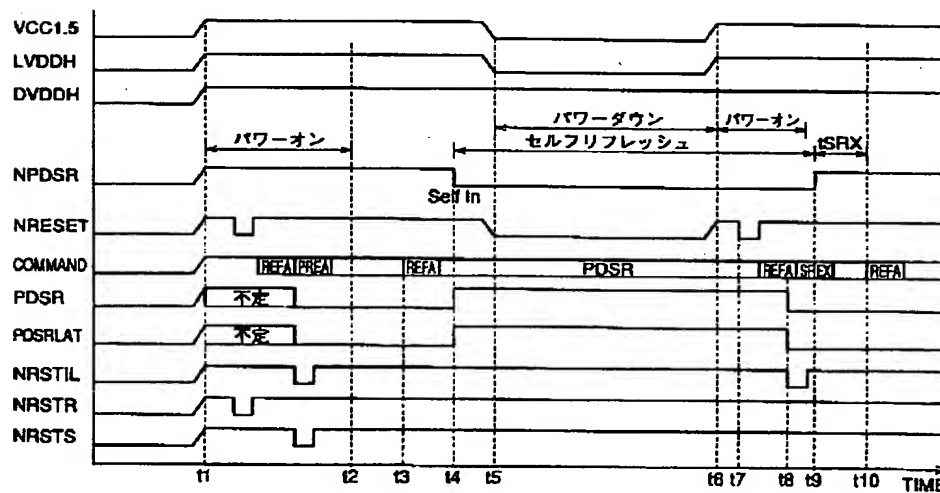 VCC1.5
LVDDH
DVDDH
パワーダウン パワーオン
パワーオン セルフリフレッシュ tSRX
NPDSR
Self In
NRESET
COMMAND REFA PREA REFA PDSR REFA SREX REFA
PDSR 不定
POSRLAT 不定
NRSTIL
NRSTR
NRSTS
t1 t2 t3 t4 t5 t6 t7 t8 t9 t10 TIME